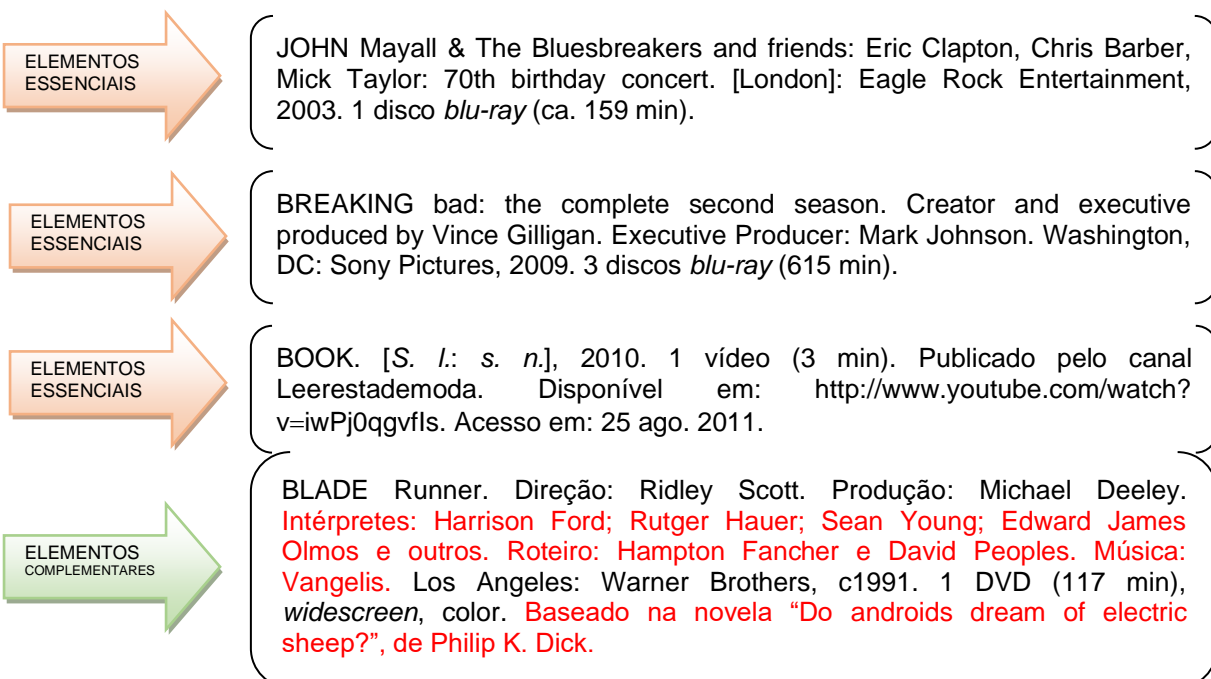 ELEMENTOS
ESSENCIAIS
JOHN Mayall & The Bluesbreakers and friends: Eric Clapton, Chris Barber,
Mick Taylor: 70th birthday concert. [London]: Eagle Rock Entertainment,
2003. 1 disco blu-ray (ca. 159 min).
ELEMENTOS
ESSENCIAIS
BREAKING bad: the complete second season. Creator and executive
produced by Vince Gilligan. Executive Producer: Mark Johnson. Washington,
DC: Sony Pictures, 2009. 3 discos blu-ray (615 min).
ELEMENTOS
ESSENCIAIS
BOOK. [S. l.: s. n.], 2010. 1 vídeo (3 min). Publicado pelo canal
Leerestademoda. Disponível em: http://www.youtube.com/watch?
v=iwPj0qgvfIs. Acesso em: 25 ago. 2011.
ELEMENTOS
COMPLEMENTARES
BLADE Runner. Direção: Ridley Scott. Produção: Michael Deeley.
Intérpretes: Harrison Ford; Rutger Hauer; Sean Young; Edward James
Olmos e outros. Roteiro: Hampton Fancher e David Peoples. Música:
Vangelis. Los Angeles: Warner Brothers, c1991. 1 DVD (117 min),
widescreen, color. Baseado na novela “Do androids dream of electric
sheep?”, de Philip K. Dick.